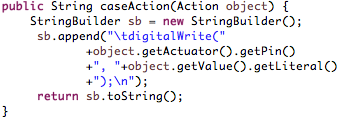 public String caseAction(Action object) {
    StringBuilder sb = new StringBuilder();
    sb.append("\tdigitalWrite("
            +object.getActuator().getPin()
            +", "+object.getValue().getLiteral()
            +");\n");
    return sb.toString();
}